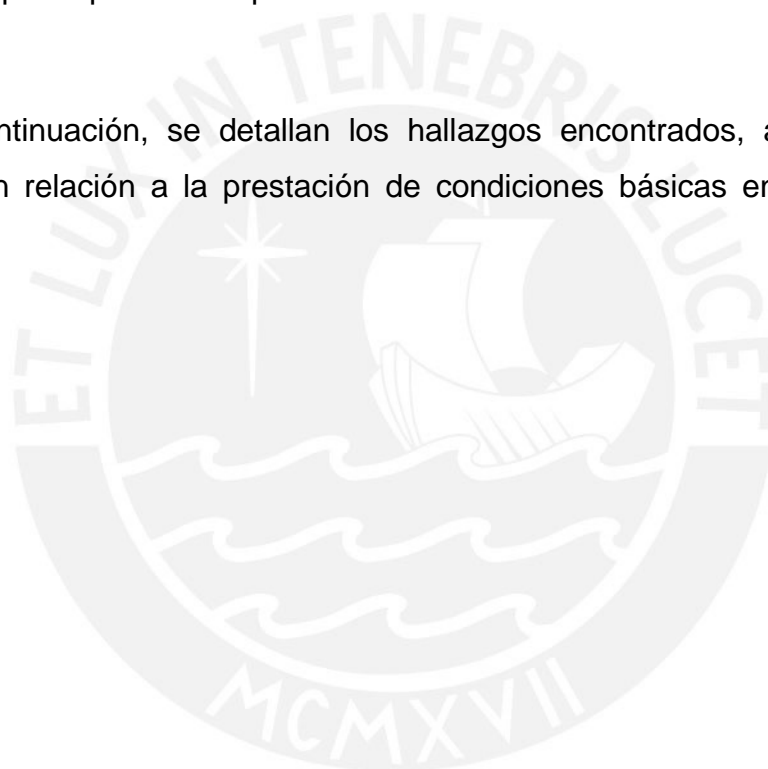 ntinuación, se detallan los hallazgos encontrados, a
n relación a la prestación de condiciones básicas en
ET LUX IN TENEBRIS LUCET
MCMXVII